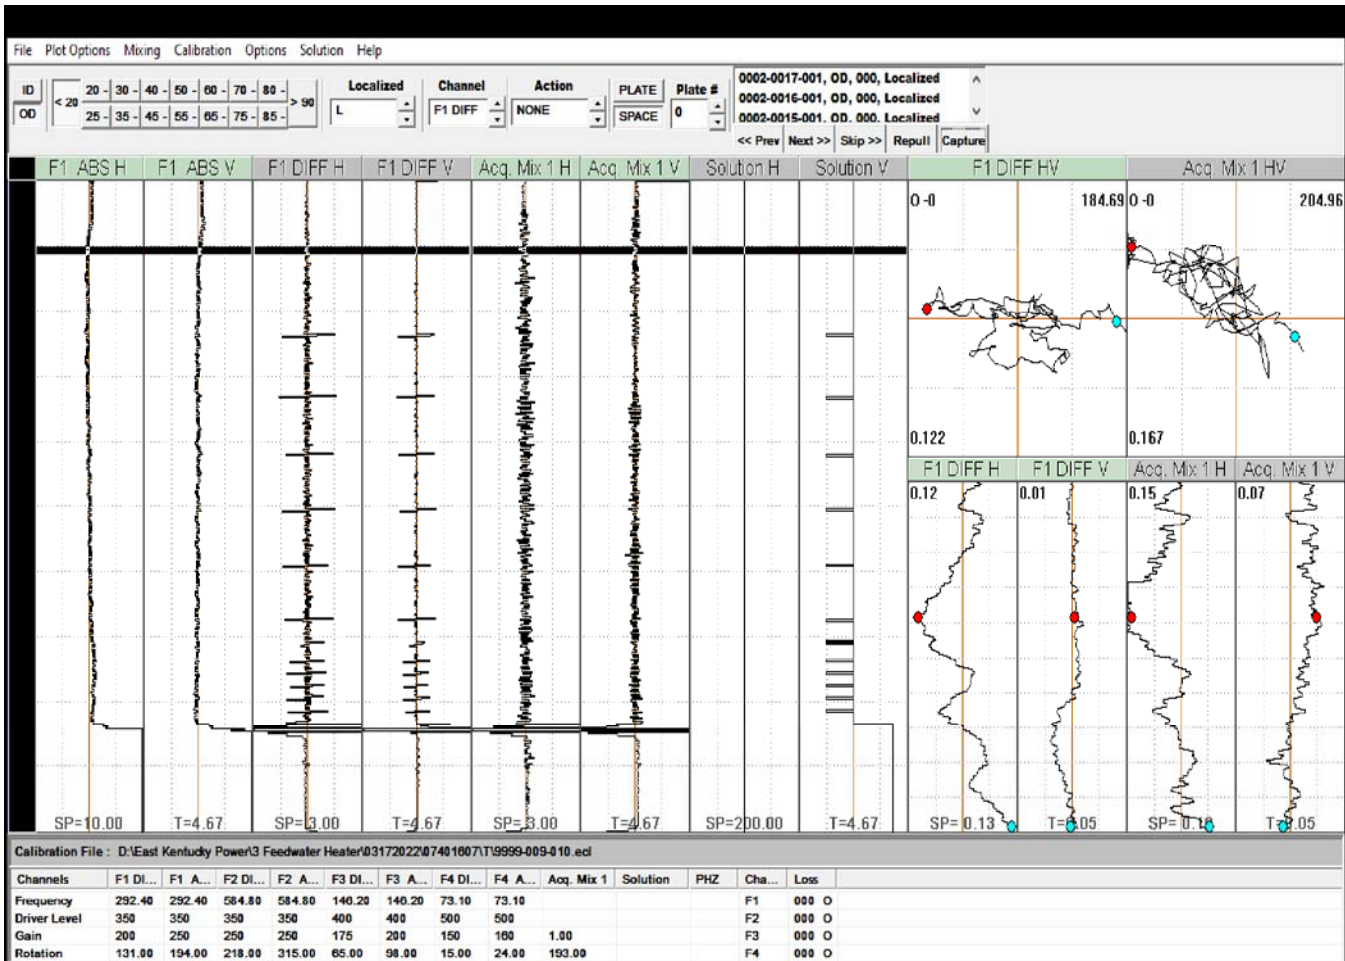 File Plot Options Mixing Calibration Options Solution Help
ID
OD
< 20
20 - 30 - 40 - 50 - 60 - 70 - 80 -
25 - 35 - 45 - 55 - 65 - 75 - 85 -
> 90
Localized
L
Channel
F1 DIFF
Action
NONE
PLATE
SPACE
Plate #
0
0002-0017-001, OD, 000, Localized
0002-0016-001, OD, 000, Localized
0002-0015-001, OD, 000, Localized
<< Prev Next >> Skip >> Repull Capture
F1 ABS H F1 ABS V F1 DIFF H F1 DIFF V Acq. Mix 1 H Acq. Mix 1 V Solution H Solution V F1 DIFF HV Acq. Mix 1 HV
O -0 184.69 O -0 204.96
0.122 0.167
F1 DIFF H F1 DIFF V Acq. Mix 1 H Acq. Mix 1 V
0.12 0.01 0.15 0.07
SP=10.00 T=4.67 SP=3.00 T=4.67 SP=3.00 T=4.67 SP=200.00 T=4.67 SP= 0.13
Calibration File : D:\East Kentucky Power\3 Feedwater Heater\03172022\07401607\T\9999-009-010.ecl
Channels F1 DI... F1 A... F2 DI... F2 A... F3 DI... F3 A... F4 DI... F4 A... Acq. Mix 1 Solution PHZ Cha... Loss
Frequency 292.40 292.40 584.80 584.80 146.20 146.20 73.10 73.10 F1 000 O
Driver Level 350 350 350 350 400 400 500 500 F2 000 O
Gain 200 250 250 250 175 200 150 160 1.00 F3 000 O
Rotation 131.00 194.00 218.00 315.00 65.00 98.00 15.00 24.00 193.00 F4 000 O